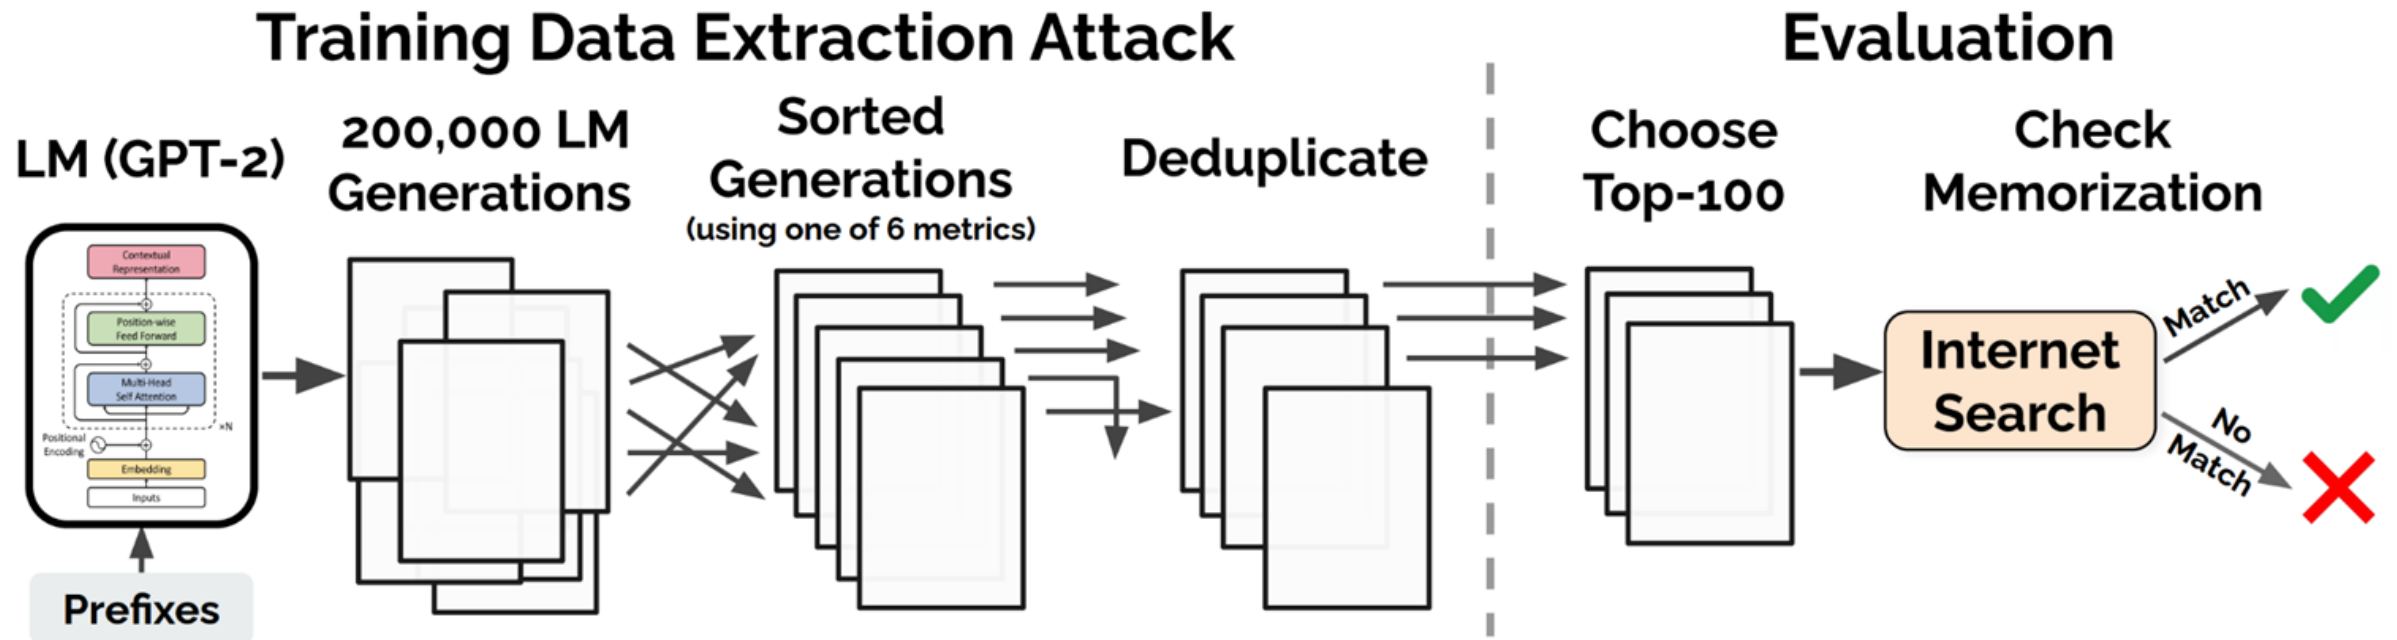 Training Data Extraction Attack
Evaluation
LM (GPT-2)
200,000 LM
Generations
Sorted
Generations
(using one of 6 metrics)
Deduplicate
Choose
Top-100
Check
Memorization
Contextual
Representation
Position-wise
Feed Forward
Multi-Head
Self Attention
×N
Positional
Encoding
Embedding
Inputs
Prefixes
Internet
Search
Match
No
Match